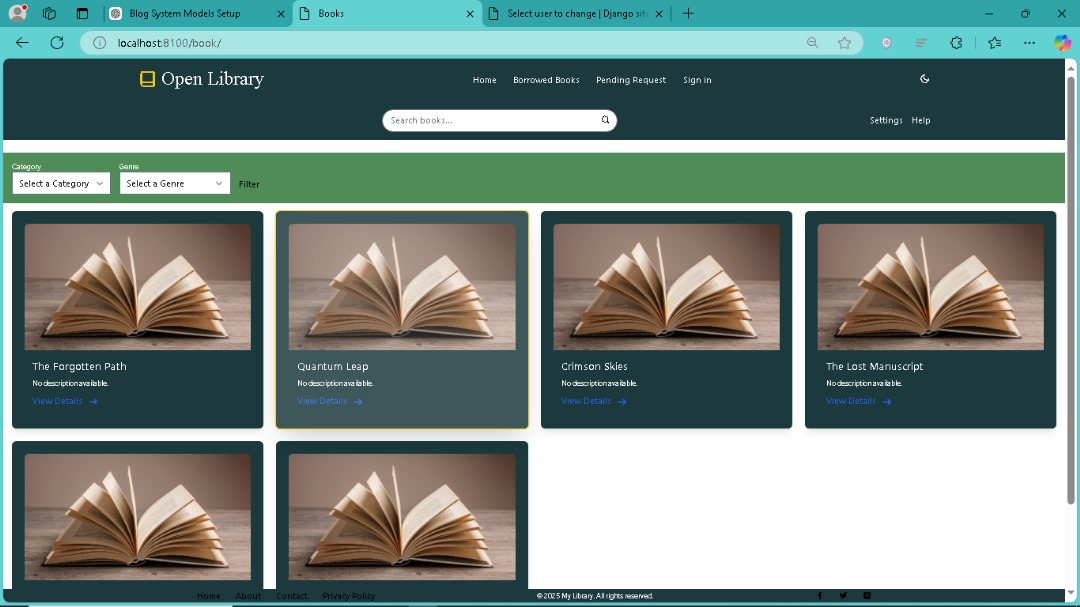 Blog System Models Setup
Books
Select user to change | Django sit
localhost:8100/book/
Open Library
Home Borrowed Books Pending Request Sign in
Search books...
Settings Help
Category Genre
Select a Category Select a Genre Filter
The Forgotten Path
No description available.
View Details →
Quantum Leap
No description available.
View Details →
Crimson Skies
No description available.
View Details →
The Lost Manuscript
No description available.
View Details →
Home About Contact Privacy Policy
© 2025 My Library. All rights reserved.